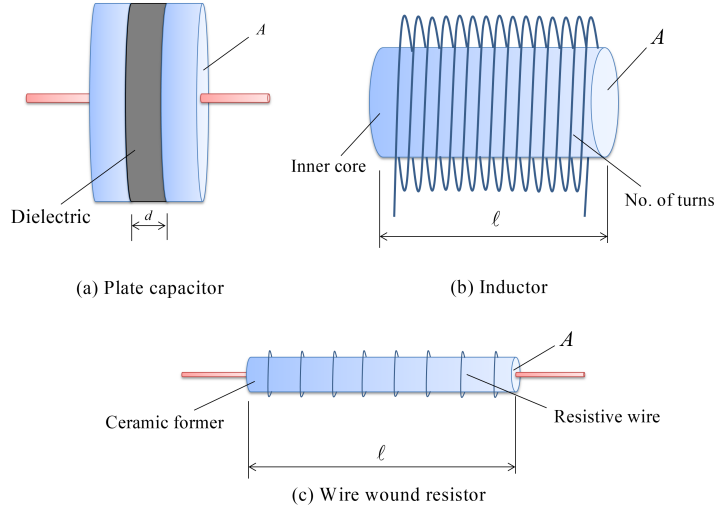 A
Dielectric
d
(a) Plate capacitor
A
Inner core
No. of turns
ℓ
(b) Inductor
A
Ceramic former
Resistive wire
ℓ
(c) Wire wound resistor